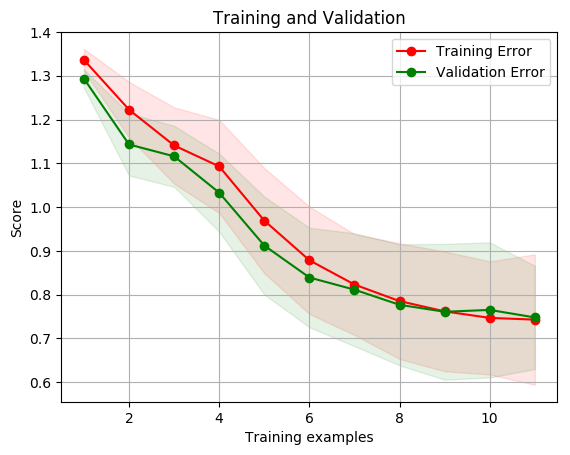 Training and Validation
1.4
1.3
1.2
1.1
1.0
0.9
0.8
0.7
0.6
Score
Training Error
Validation Error
2
4
6
8
10
Training examples